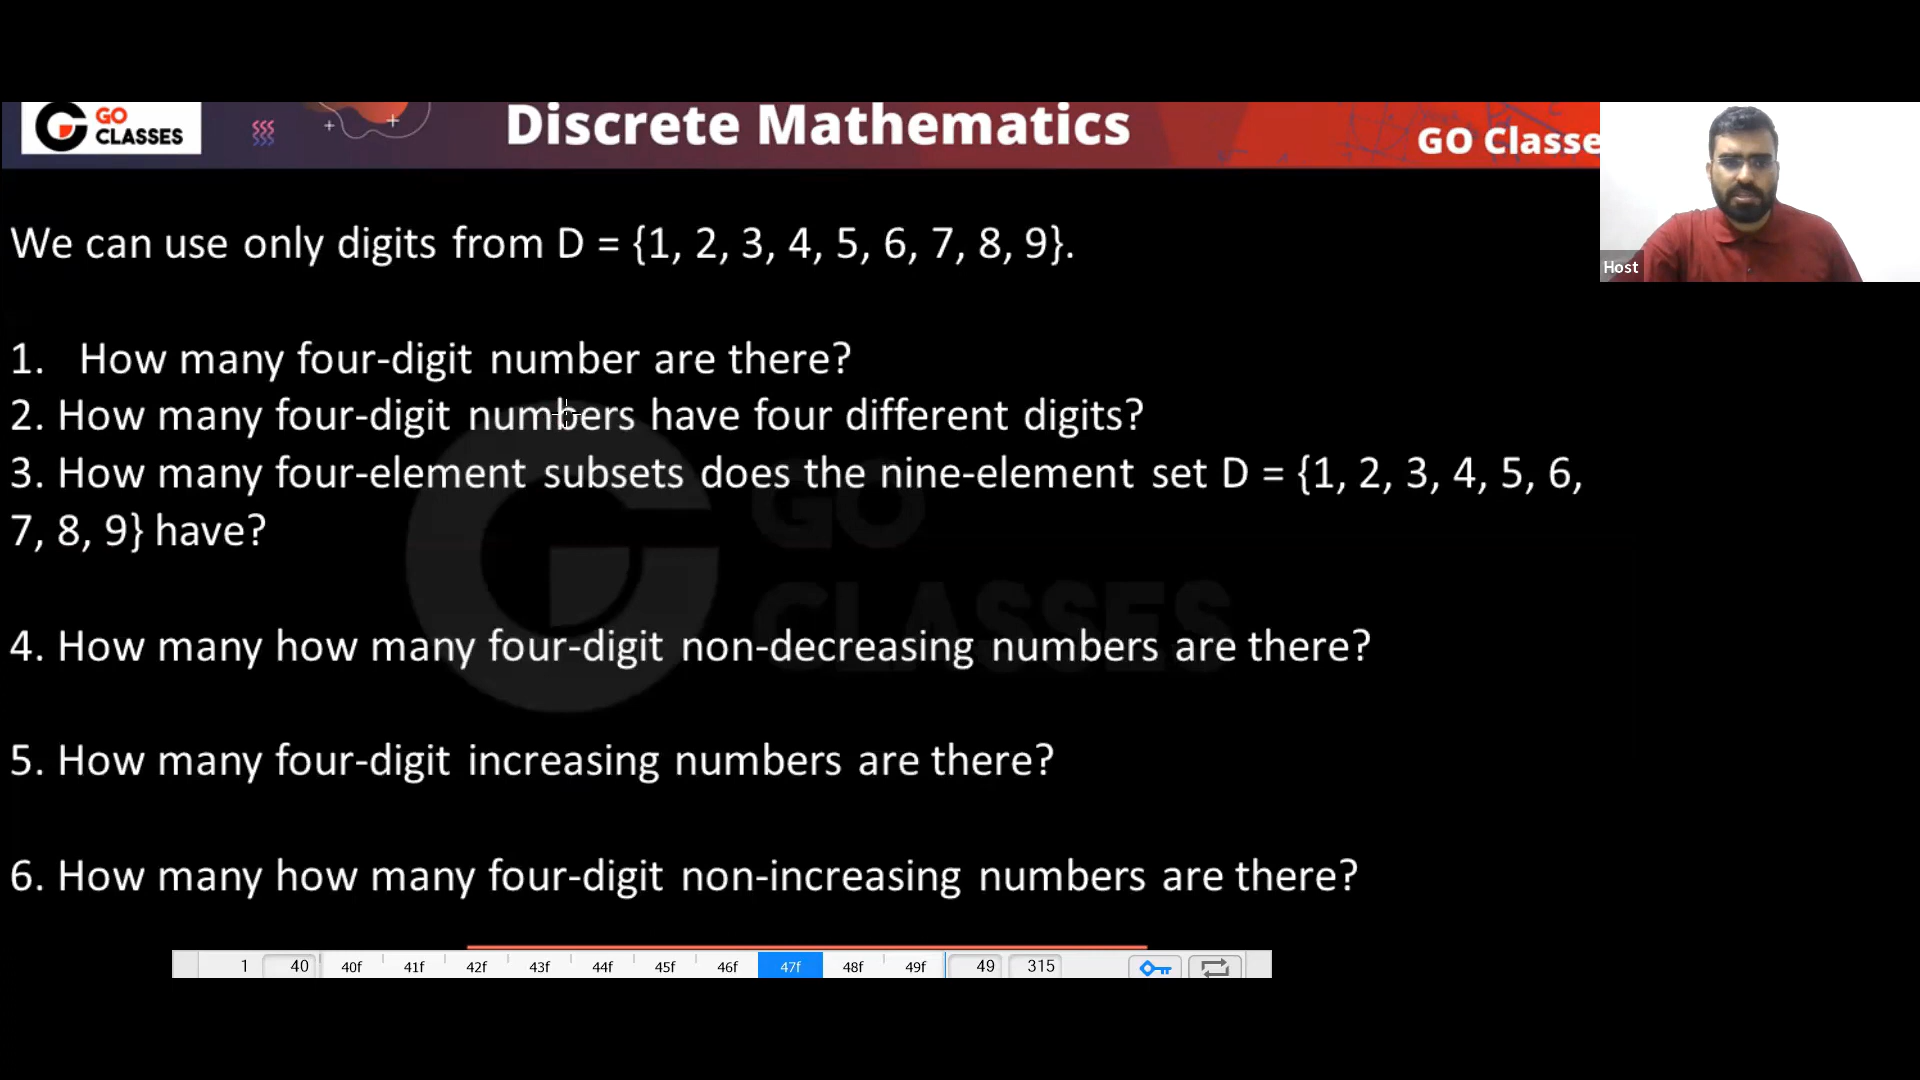 GO
CLASSES
Discrete Mathematics
GO Classe
Host
We can use only digits from D = {1, 2, 3, 4, 5, 6, 7, 8, 9}.
1. How many four-digit number are there?
2. How many four-digit numbers have four different digits?
3. How many four-element subsets does the nine-element set D = {1, 2, 3, 4, 5, 6,
7, 8, 9} have?
GO
CLASSES
4. How many how many four-digit non-decreasing numbers are there?
5. How many four-digit increasing numbers are there?
6. How many how many four-digit non-increasing numbers are there?
1 40 40f 41f 42f 43f 44f 45f 46f 47f 48f 49f 49 315